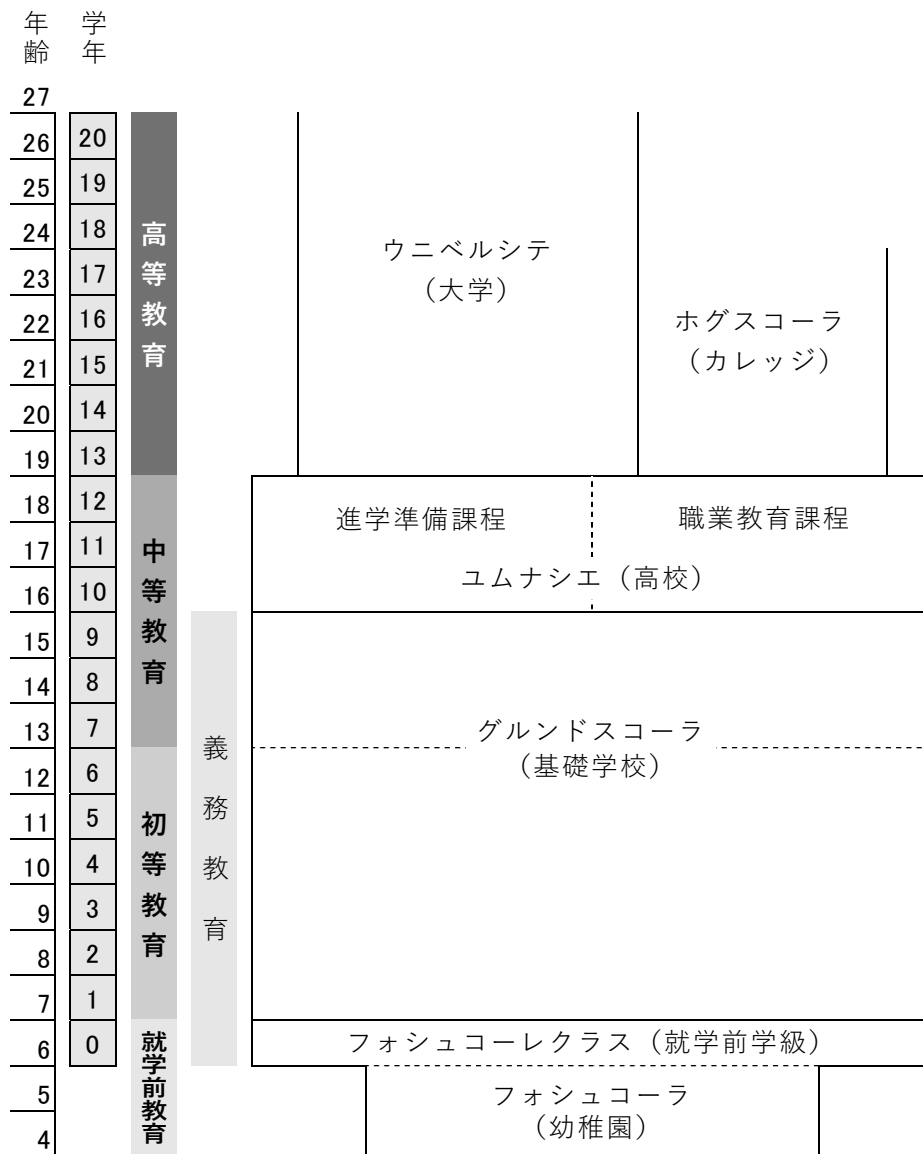 年齢
学年
27
26 20
25 19
24 18
23 17
22 16
21 15
20 14
19 13
18 12
17 11
16 10
15 9
14 8
13 7
12 6
11 5
10 4
9 3
8 2
7 1
6 0
5
4
高等教育
中等教育
初等教育
就学前教育
義務教育
ウニベルシテ
(大学)
ホグスコーラ
(カレッジ)
進学準備課程
職業教育課程
ユムナシエ(高校)
グルンドスコーラ
(基礎学校)
フォシュコーレクラス(就学前学級)
フォシュコーラ
(幼稚園)